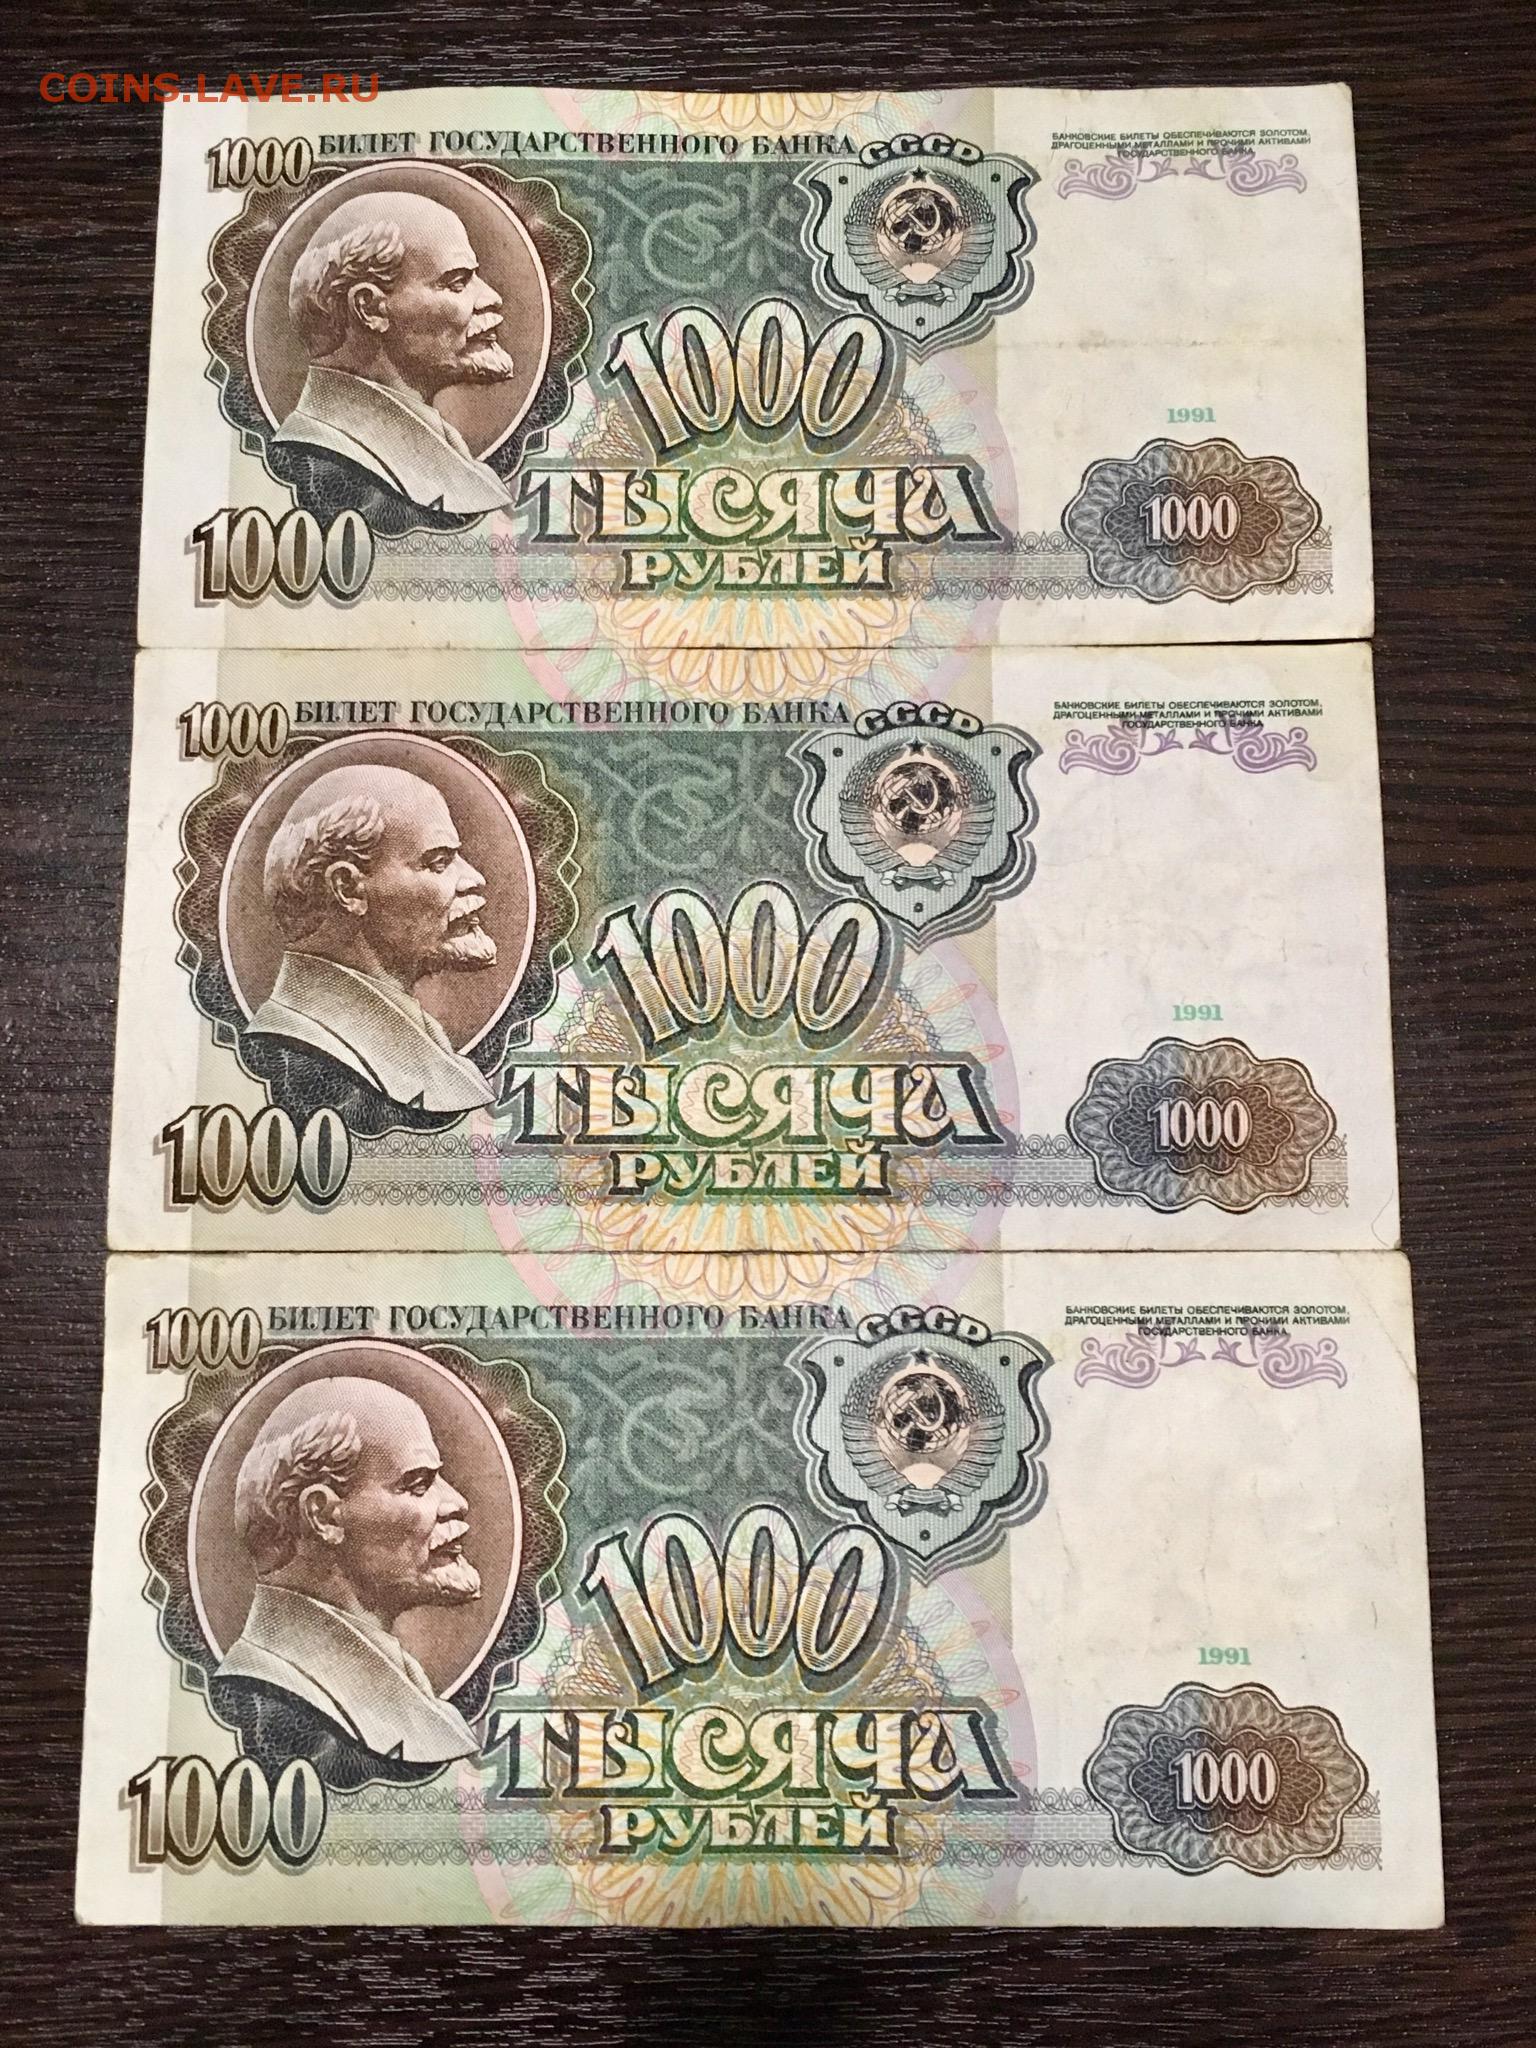 COINS.LAVE.RU
1000 БИЛЕТ ГОСУДАРСТВЕННОГО БАНКА СССР
БАНКОВСКИЕ БИЛЕТЫ ОБЕСПЕЧИВАЮТСЯ ЗОЛОТОМ,
ДРАГОЦЕННЫМИ МЕТАЛЛАМИ И ПРОЧИМИ АКТИВАМИ
ГОСУДАРСТВЕННОГО БАНКА
1000
1991
ТЫСЯЧА
1000
1000
РУБЛЕЙ
1000 БИЛЕТ ГОСУДАРСТВЕННОГО БАНКА СССР
БАНКОВСКИЕ БИЛЕТЫ ОБЕСПЕЧИВАЮТСЯ ЗОЛОТОМ,
ДРАГОЦЕННЫМИ МЕТАЛЛАМИ И ПРОЧИМИ АКТИВАМИ
ГОСУДАРСТВЕННОГО БАНКА
1000
1991
ТЫСЯЧА
1000
1000
РУБЛЕЙ
1000 БИЛЕТ ГОСУДАРСТВЕННОГО БАНКА СССР
БАНКОВСКИЕ БИЛЕТЫ ОБЕСПЕЧИВАЮТСЯ ЗОЛОТОМ,
ДРАГОЦЕННЫМИ МЕТАЛЛАМИ И ПРОЧИМИ АКТИВАМИ
ГОСУДАРСТВЕННОГО БАНКА
1000
1991
ТЫСЯЧА
1000
1000
РУБЛЕЙ